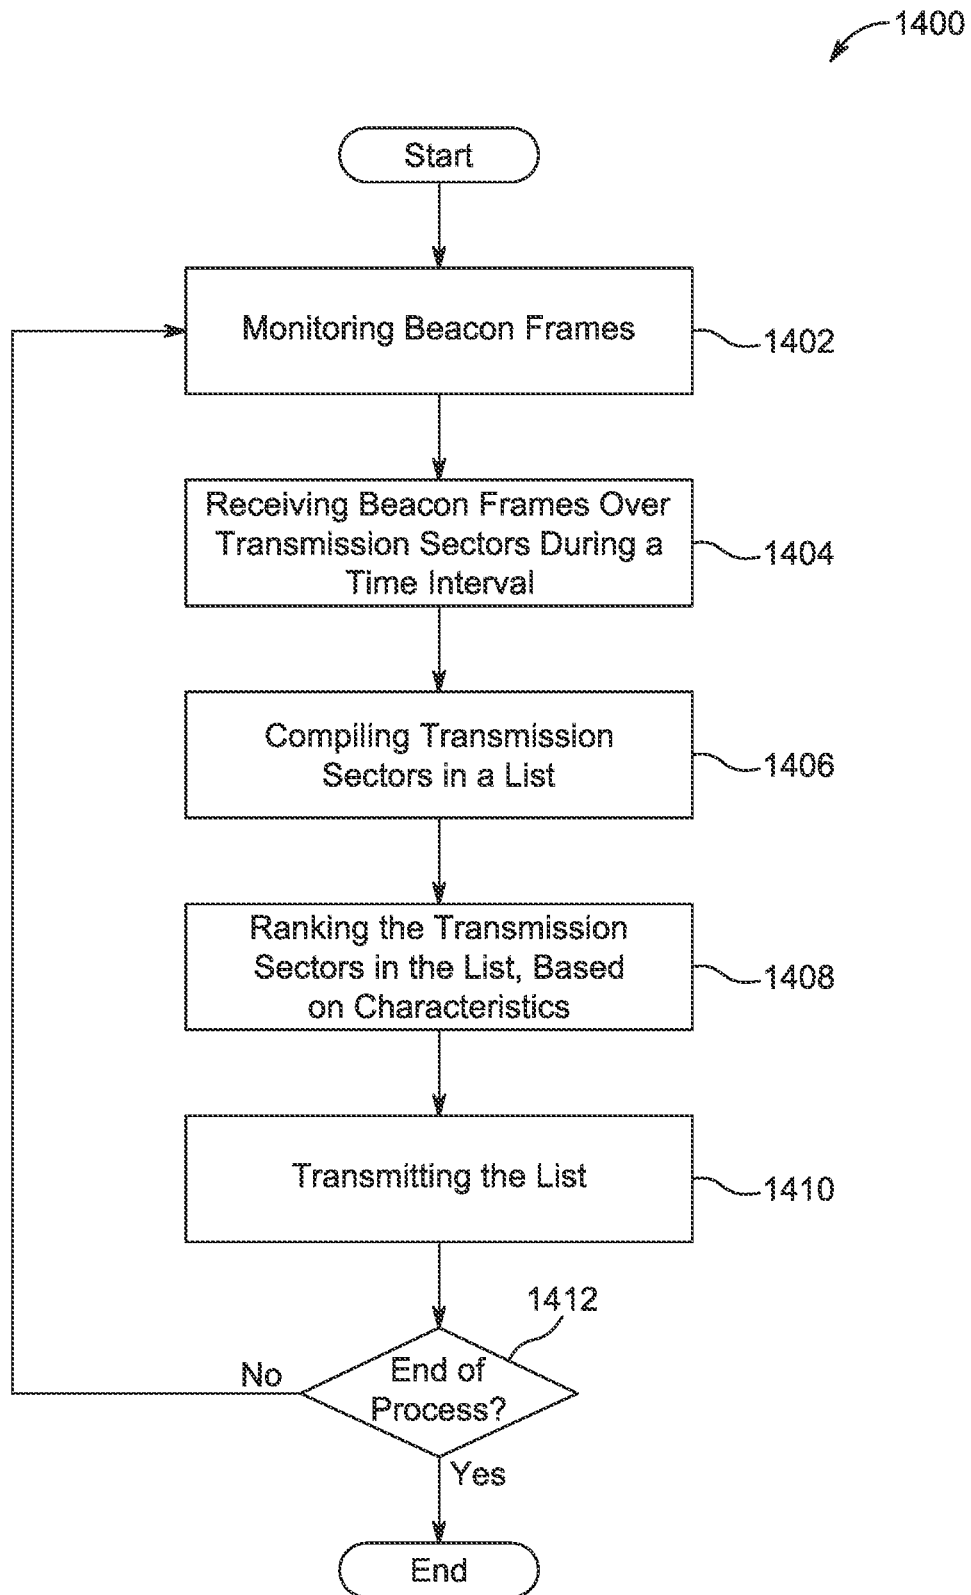 1400
Start
Monitoring Beacon Frames
1402
Receiving Beacon Frames Over
Transmission Sectors During a
Time Interval
1404
Compiling Transmission
Sectors in a List
1406
Ranking the Transmission
Sectors in the List, Based
on Characteristics
1408
Transmitting the List
1410
1412
End of
Process?
No
Yes
End